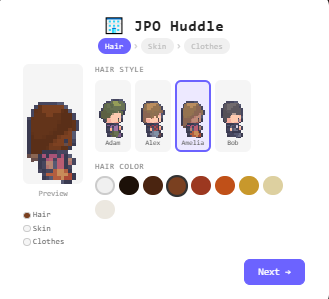 JPO Huddle
Hair › Skin › Clothes
HAIR STYLE
Adam Alex Amelia Bob
Preview
HAIR COLOR
Hair
Skin
Clothes
Next →